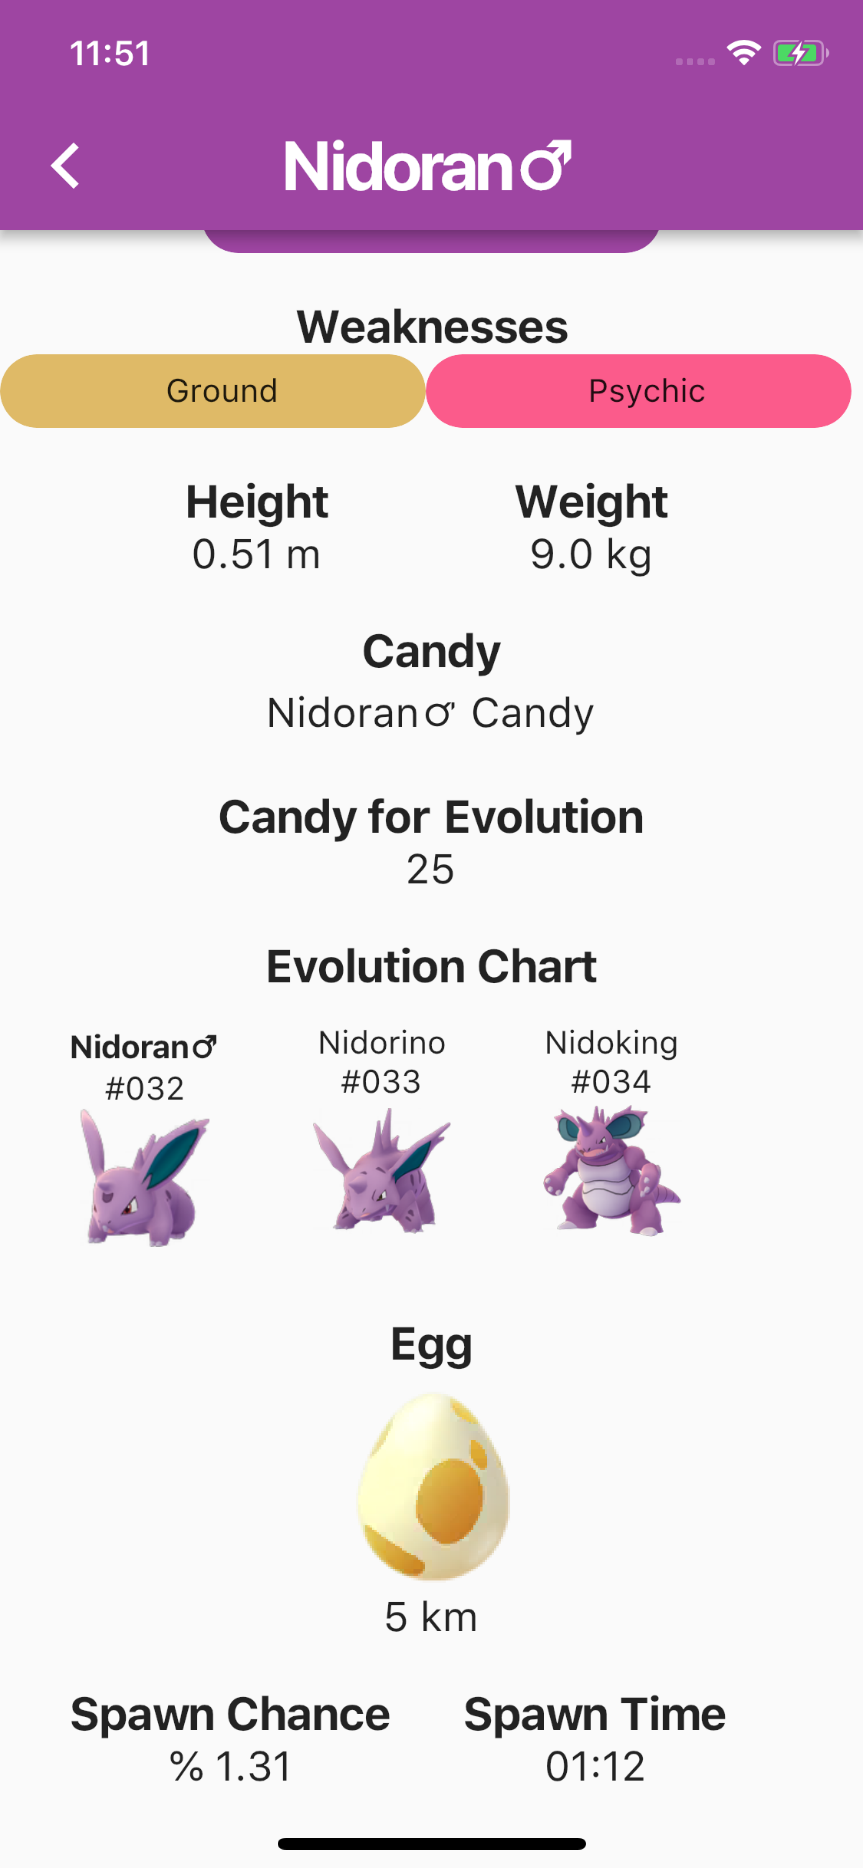 11:51
Nidoran♂
Weaknesses
Ground Psychic
Height Weight
0.51 m 9.0 kg
Candy
Nidoran♂ Candy
Candy for Evolution
25
Evolution Chart
Nidoran♂ Nidorino Nidoking
#032 #033 #034
Egg
5 km
Spawn Chance Spawn Time
% 1.31 01:12